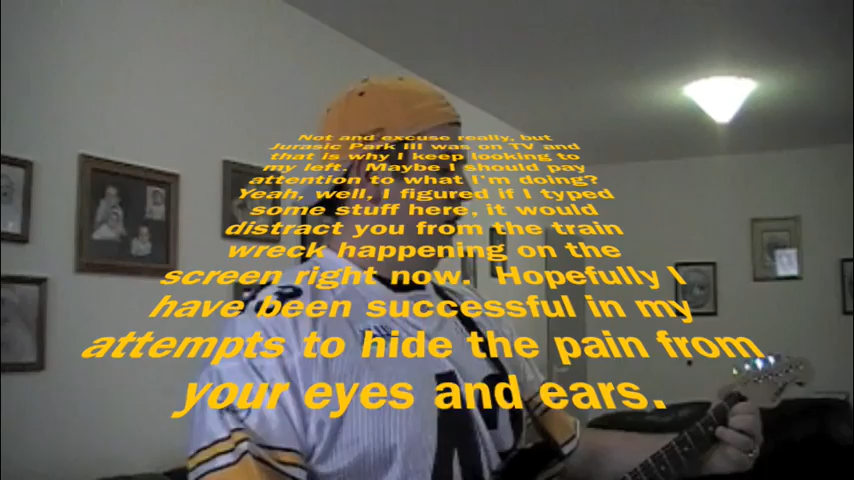 Not and excuse really, but
Jurasic Park III was on TV and
that is why I keep looking to
my left.  Maybe I should pay
attention to what I'm doing?
Yeah, well, I figured if I typed
some stuff here, it would
distract you from the train
wreck happening on the
screen right now.  Hopefully I
have been successful in my
attempts to hide the pain from
your eyes and ears.